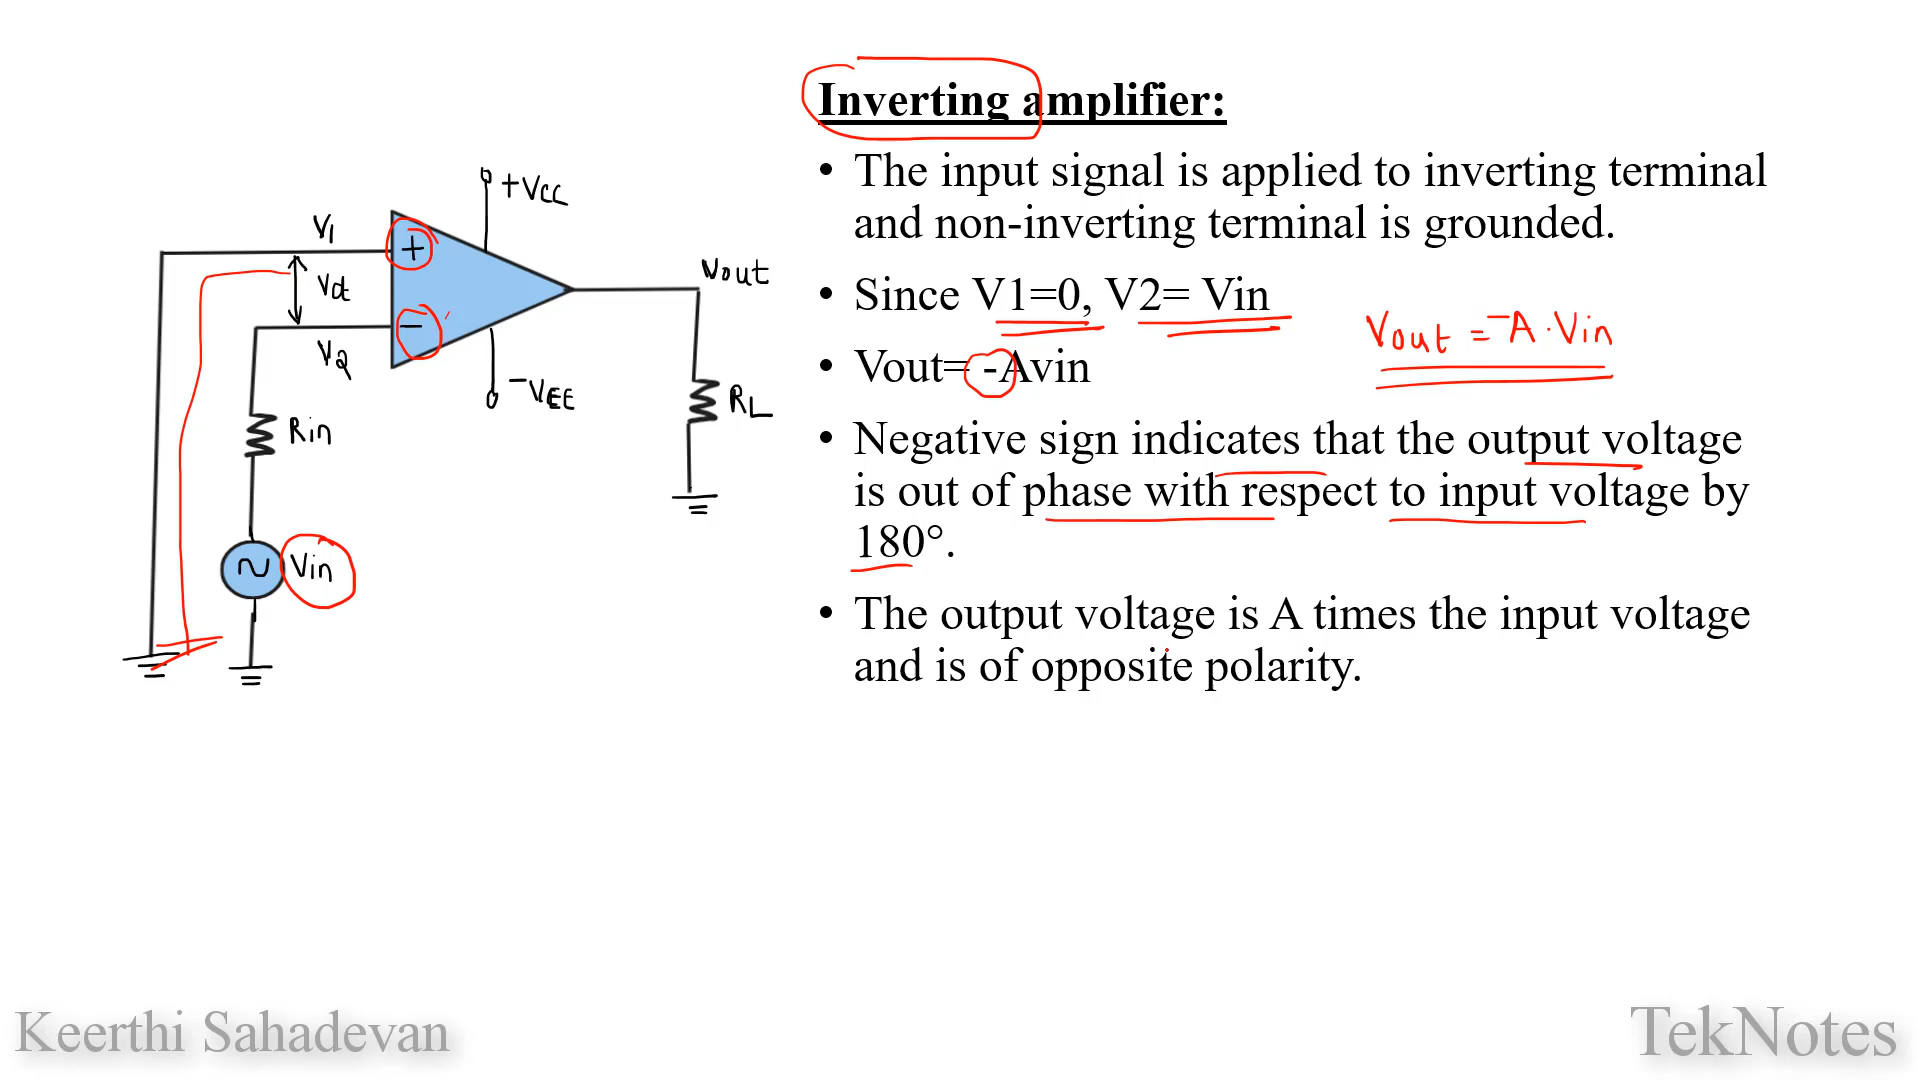 Inverting amplifier:
• The input signal is applied to inverting terminal
and non-inverting terminal is grounded.
• Since V1=0, V2= Vin
Vout = -A·Vin
• Vout= -Avin
• Negative sign indicates that the output voltage
is out of phase with respect to input voltage by
180°.
• The output voltage is A times the input voltage
and is of opposite polarity.
+VCC
V1
+
Vd
Vout
-
V2
-VEE
RL
Rin
Vin
Keerthi Sahadevan
TekNotes